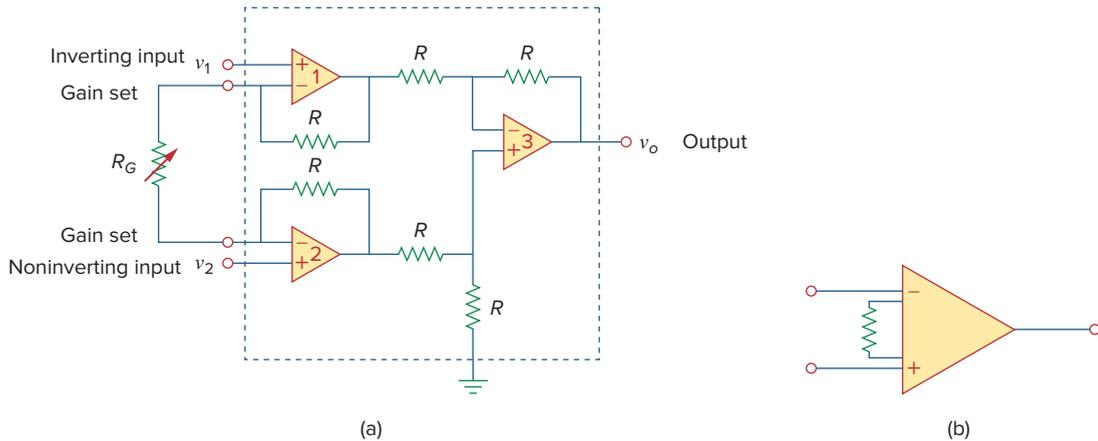 Inverting input v1
Gain set
RG
Gain set
Noninverting input v2
+
−
1
R
R
R
R
−
2
+
R
−
+
3
R
vo Output
−
+
(a)
(b)